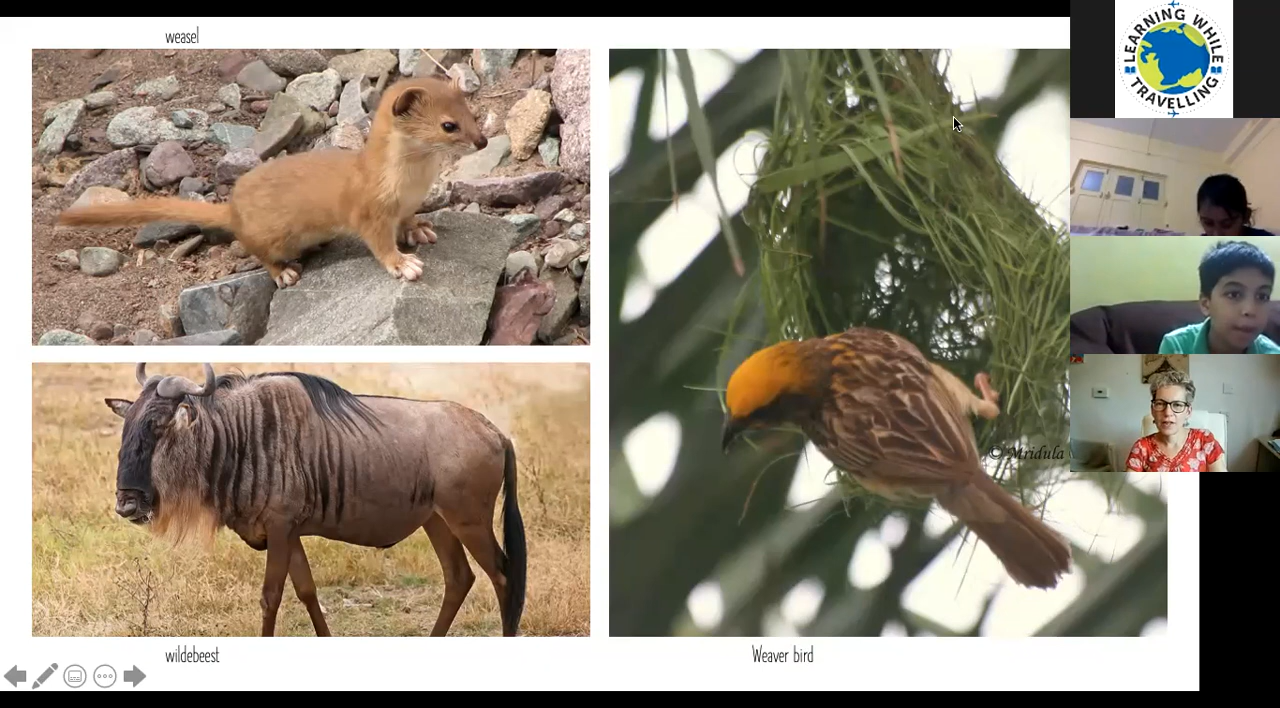 weasel
LEARNING WHILE
TRAVELLING
© Mridula
wildebeest
Weaver bird